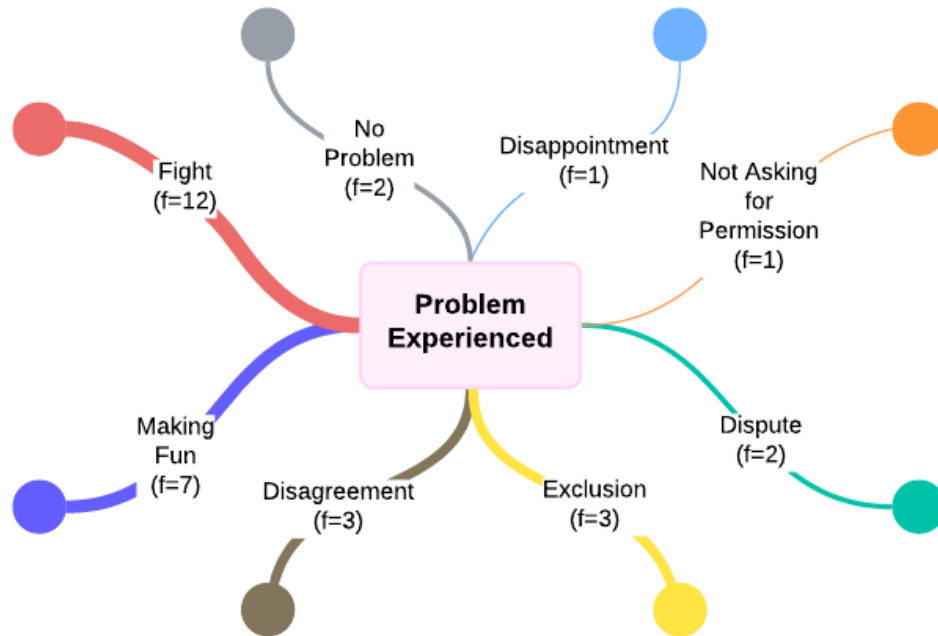 No
Problem
(f=2)
Disappointment
(f=1)
Fight
(f=12)
Not Asking
for
Permission
(f=1)
Problem
Experienced
Making
Fun
(f=7)
Dispute
(f=2)
Disagreement
(f=3)
Exclusion
(f=3)